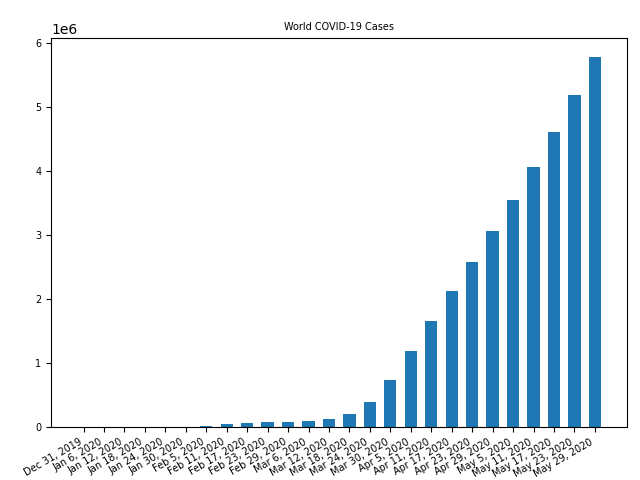 World COVID-19 Cases
1e6
6
5
4
3
2
1
0
Dec 31, 2019
Jan 6, 2020
Jan 12, 2020
Jan 18, 2020
Jan 24, 2020
Jan 30, 2020
Feb 5, 2020
Feb 11, 2020
Feb 17, 2020
Feb 23, 2020
Feb 29, 2020
Mar 6, 2020
Mar 12, 2020
Mar 18, 2020
Mar 24, 2020
Mar 30, 2020
Apr 5, 2020
Apr 11, 2020
Apr 17, 2020
Apr 23, 2020
Apr 29, 2020
May 5, 2020
May 11, 2020
May 17, 2020
May 23, 2020
May 29, 2020